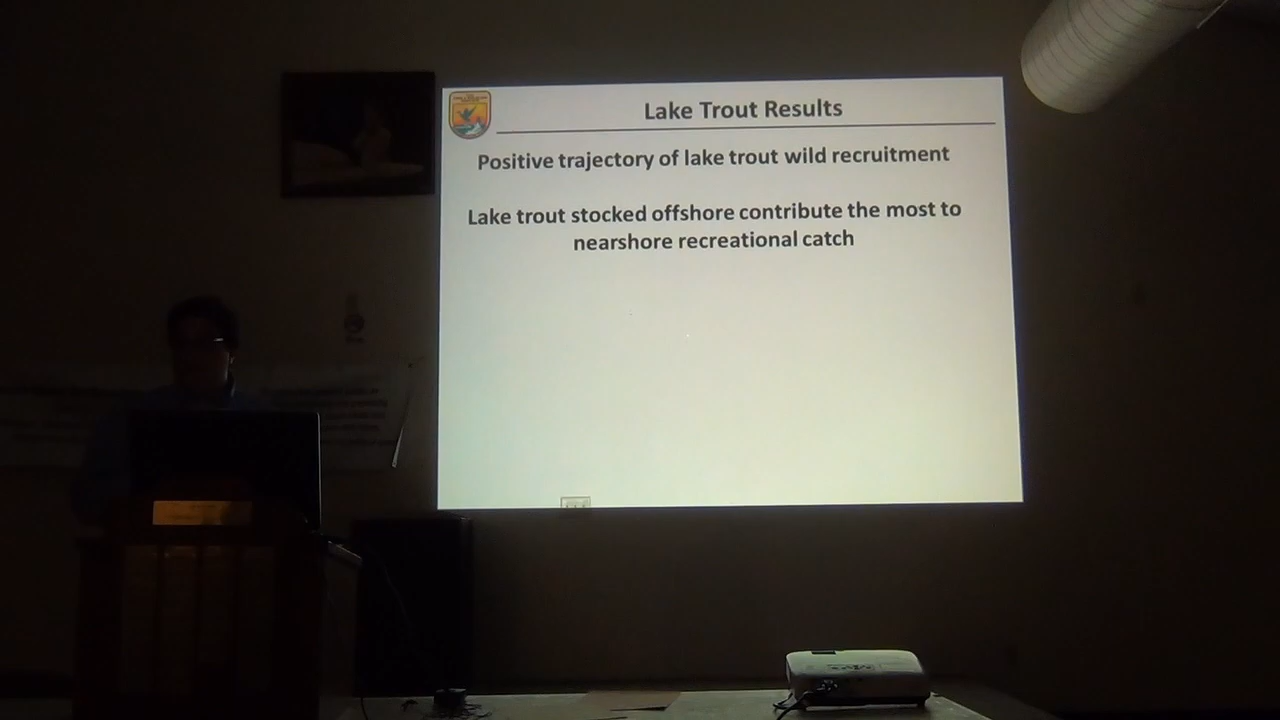 Lake Trout Results
Positive trajectory of lake trout wild recruitment
Lake trout stocked offshore contribute the most to
nearshore recreational catch